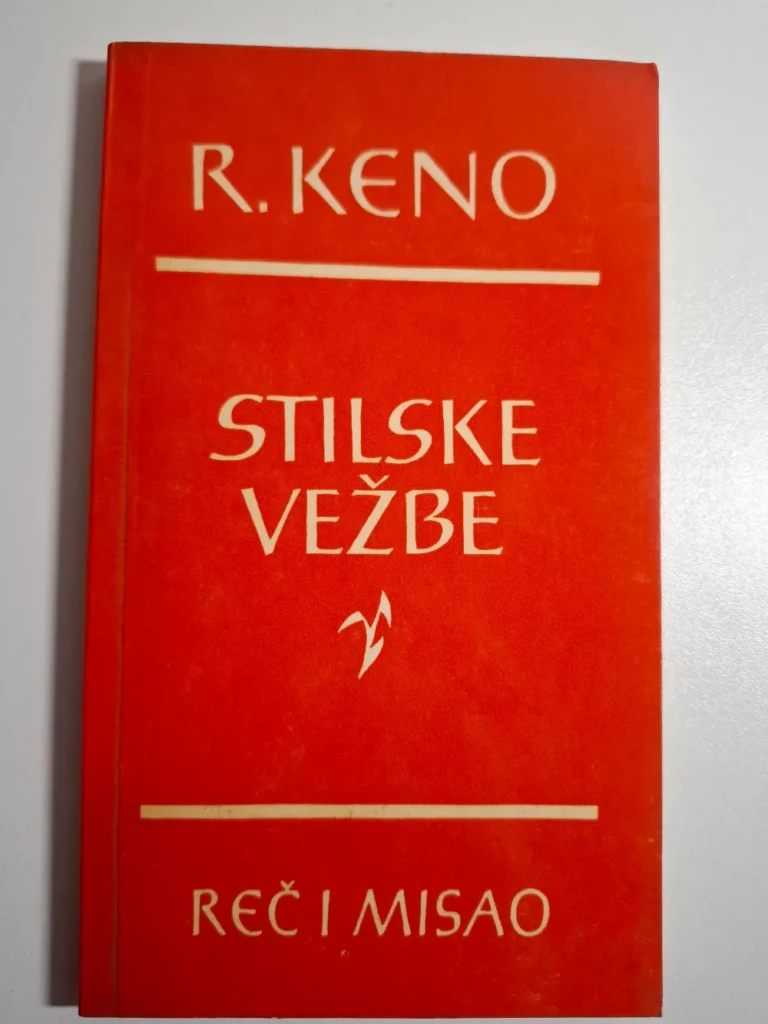 R. KENO
STILSKE
VEŽBE
REČ I MISAO